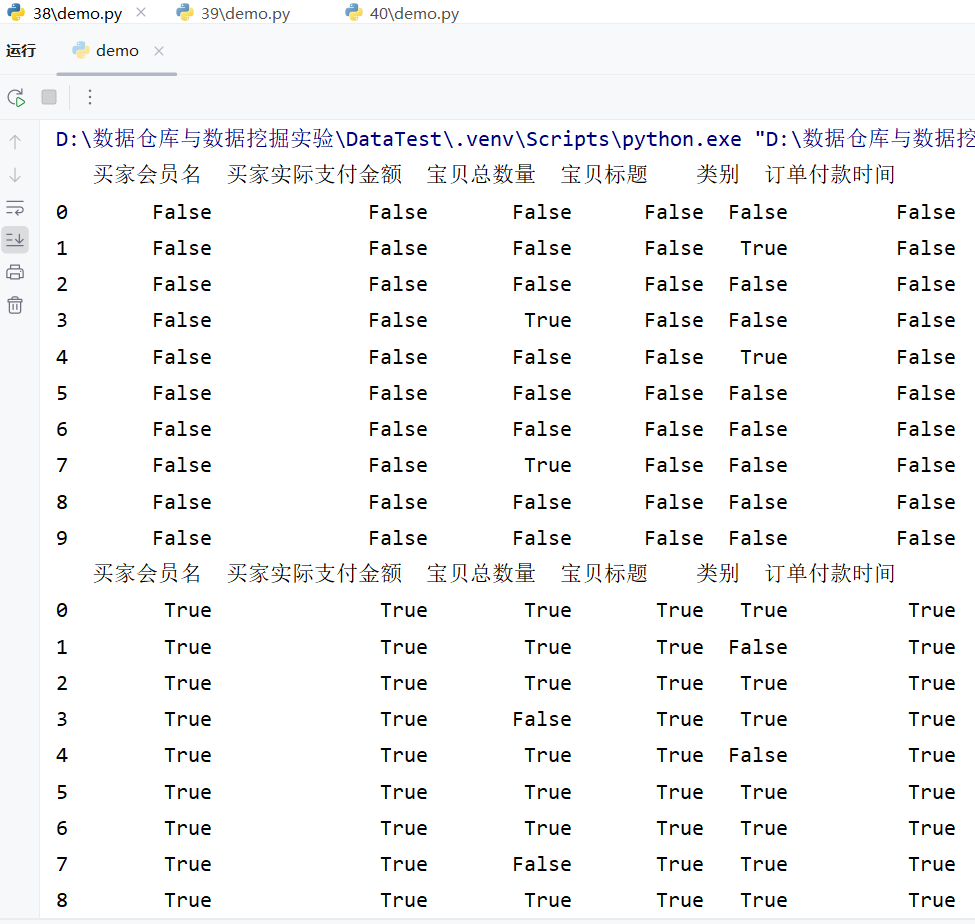 38\demo.py 39\demo.py 40\demo.py
运行 demo
D:\数据仓库与数据挖掘实验\DataTest\.venv\Scripts\python.exe "D:\数据仓库与数据挖
买家会员名 买家实际支付金额 宝贝总数量 宝贝标题 类别 订单付款时间
0 False False False False False False
1 False False False False True False
2 False False False False False False
3 False False True False False False
4 False False False False True False
5 False False False False False False
6 False False False False False False
7 False False True False False False
8 False False False False False False
9 False False False False False False
买家会员名 买家实际支付金额 宝贝总数量 宝贝标题 类别 订单付款时间
0 True True True True True True
1 True True True True False True
2 True True True True True True
3 True True False True True True
4 True True True True False True
5 True True True True True True
6 True True True True True True
7 True True False True True True
8 True True True True True True